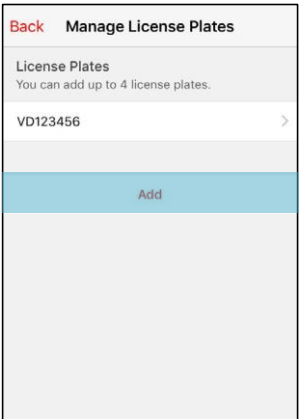 Back Manage License Plates
License Plates
You can add up to 4 license plates.
VD123456
Add